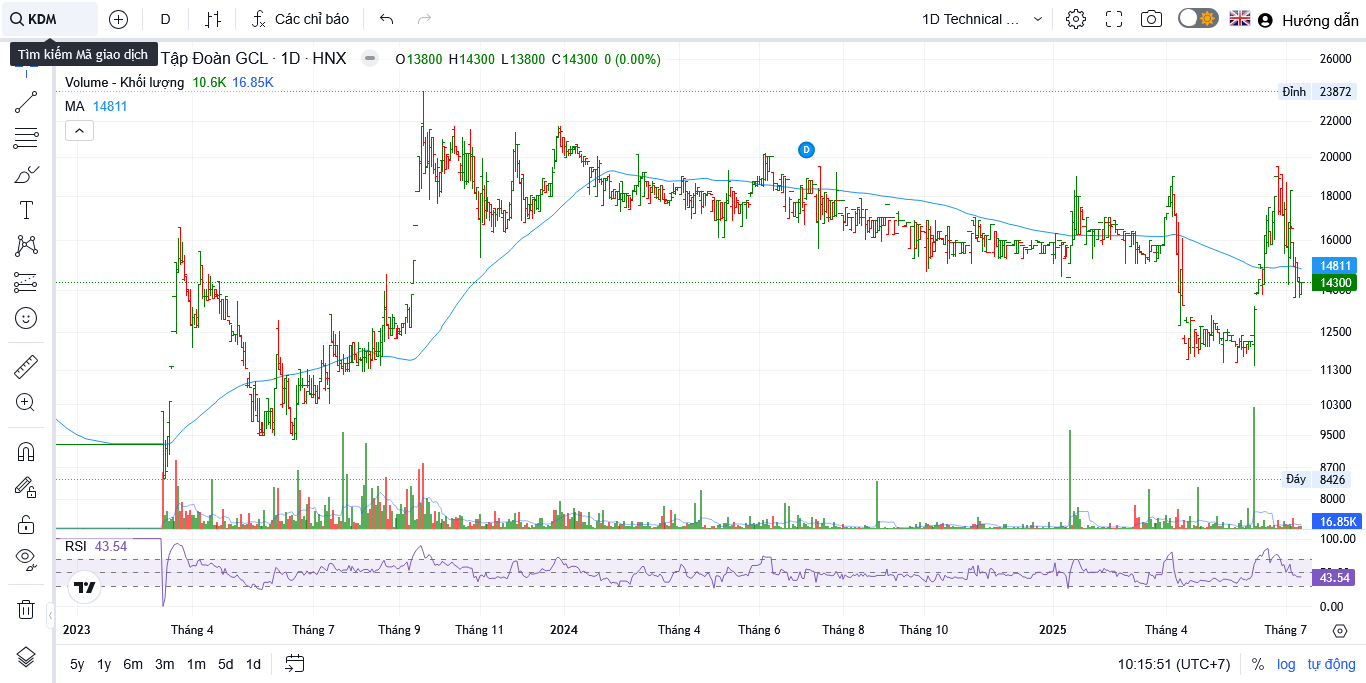 KDM D Các chỉ báo 1D Technical ... Hướng dẫn
Tìm kiếm Mã giao dịch
Tập Đoàn GCL · 1D · HNX O13800 H14300 L13800 C14300 0 (0.00%)
Volume - Khối lượng 10.6K 16.85K
MA 14811
D
26000
Đỉnh 23872
22000
20000
18000
16000
14811
14300
14000
12500
11300
10300
9500
8700
Đáy 8426
8000
16.85K
RSI 43.54
100.00
43.54
0.00
2023 Tháng 4 Tháng 7 Tháng 9 Tháng 11 2024 Tháng 4 Tháng 6 Tháng 8 Tháng 10 2025 Tháng 4 Tháng 7
5y 1y 6m 3m 1m 5d 1d 10:15:51 (UTC+7) % log tự động